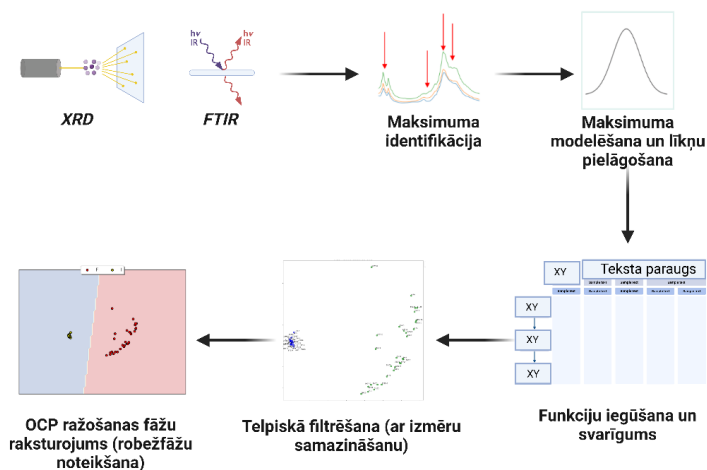 hv
IR
hv
IR
XRD
FTIR
Maksimuma
identifikācija
Maksimuma
modelēšana un līkņu
pielāgošana
XY
Teksta paraugs
XY
XY
XY
Funkciju iegūšana un
svarīgums
Telpiskā filtrēšana (ar izmēru
samazināšanu)
OCP ražošanas fāžu
raksturojums (robežfāžu
noteikšana)